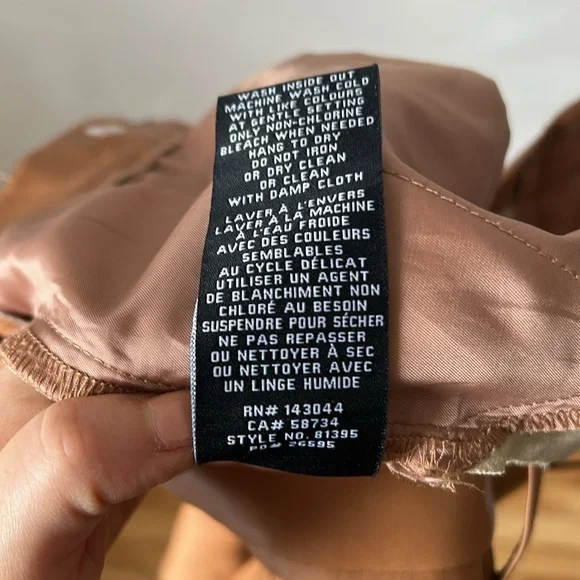 WASH INSIDE OUT
MACHINE WASH COLD
WITH LIKE COLOURS
AT GENTLE SETTING
ONLY NON-CHLORINE
BLEACH WHEN NEEDED
HANG TO DRY
DO NOT IRON
OR DRY CLEAN
OR CLEAN
WITH DAMP CLOTH
LAVER À L'ENVERS
LAVER À LA MACHINE
À L'EAU FROIDE
AVEC DES COULEURS
SEMBLABLES
AU CYCLE DÉLICAT
UTILISER UN AGENT
DE BLANCHIMENT NON
CHLORÉ AU BESOIN
SUSPENDRE POUR SÉCHER
NE PAS REPASSER
OU NETTOYER À SEC
OU NETTOYER AVEC
UN LINGE HUMIDE
RN# 143044
CA# 58734
STYLE NO. 81395
PO# 26595